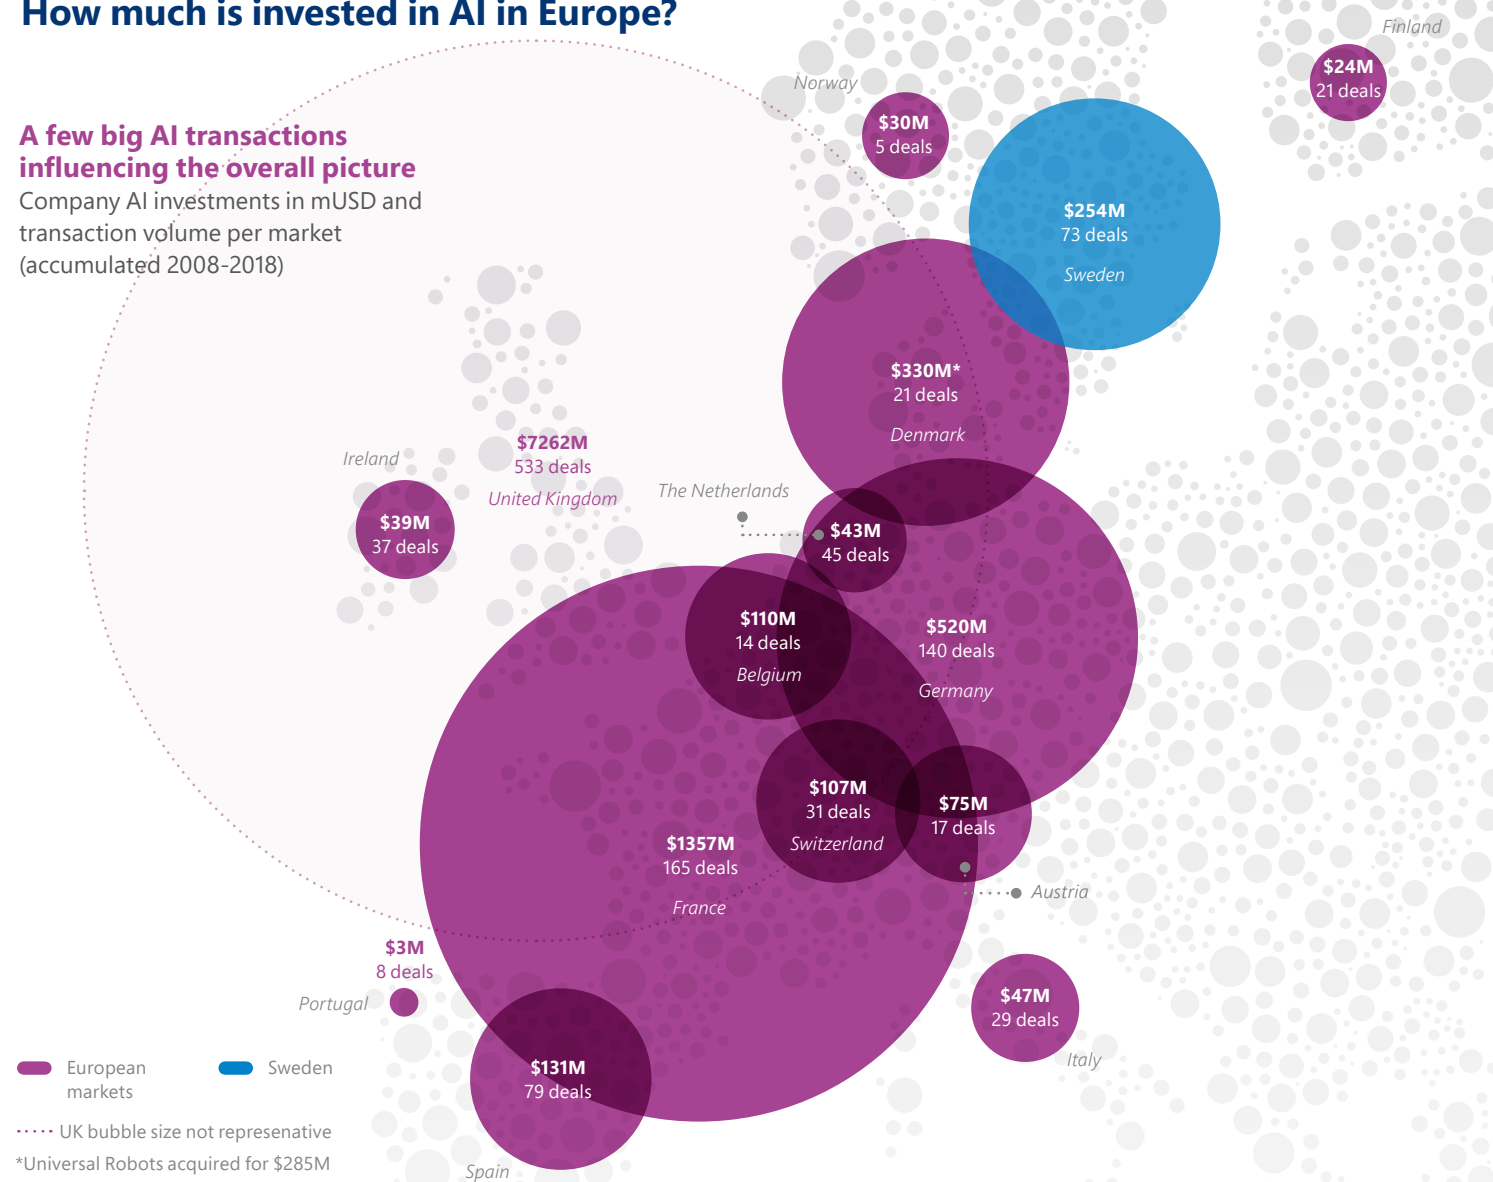 How much is invested in AI in Europe?
A few big AI transactions
influencing the overall picture
Company AI investments in mUSD and
transaction volume per market
(accumulated 2008-2018)
Finland
$24M
21 deals
Norway
$30M
5 deals
$254M
73 deals
Sweden
$330M*
21 deals
Denmark
Ireland
$39M
37 deals
$7262M
533 deals
United Kingdom
The Netherlands
$43M
45 deals
$110M
14 deals
Belgium
$520M
140 deals
Germany
$107M
31 deals
Switzerland
$75M
17 deals
Austria
$1357M
165 deals
France
$3M
8 deals
Portugal
$47M
29 deals
Italy
$131M
79 deals
Spain
European
markets
Sweden
UK bubble size not represenative
*Universal Robots acquired for $285M